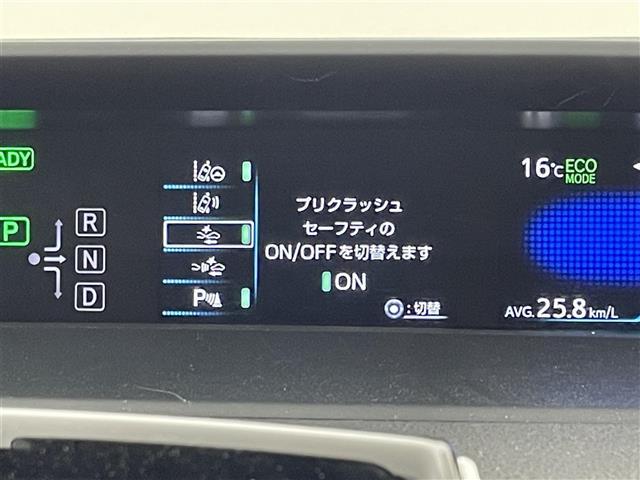 READY
P
R
N
D
P
プリクラッシュ
セーフティの
ON/OFFを切替えます
ON
:切替
16℃
ECO
MODE
AVG.25.8km/L